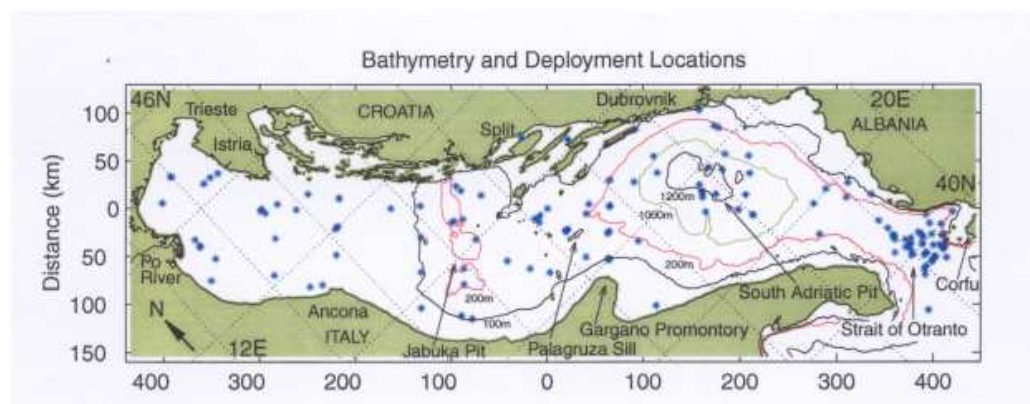 Bathymetry and Deployment Locations
100
50
0
50
100
150
Distance (km)
46N
Trieste
Istria
CROATIA
Split
Dubrovnik
20E
ALBANIA
40N
1200m
1000m
200m
Po
River
N
Ancona
ITALY
12E
200m
100m
Jabuka Pit
Palagruza Sill
Gargano Promontory
South Adriatic Pit
Strait of Otranto
Corfu
400 300 200 100 0 100 200 300 400